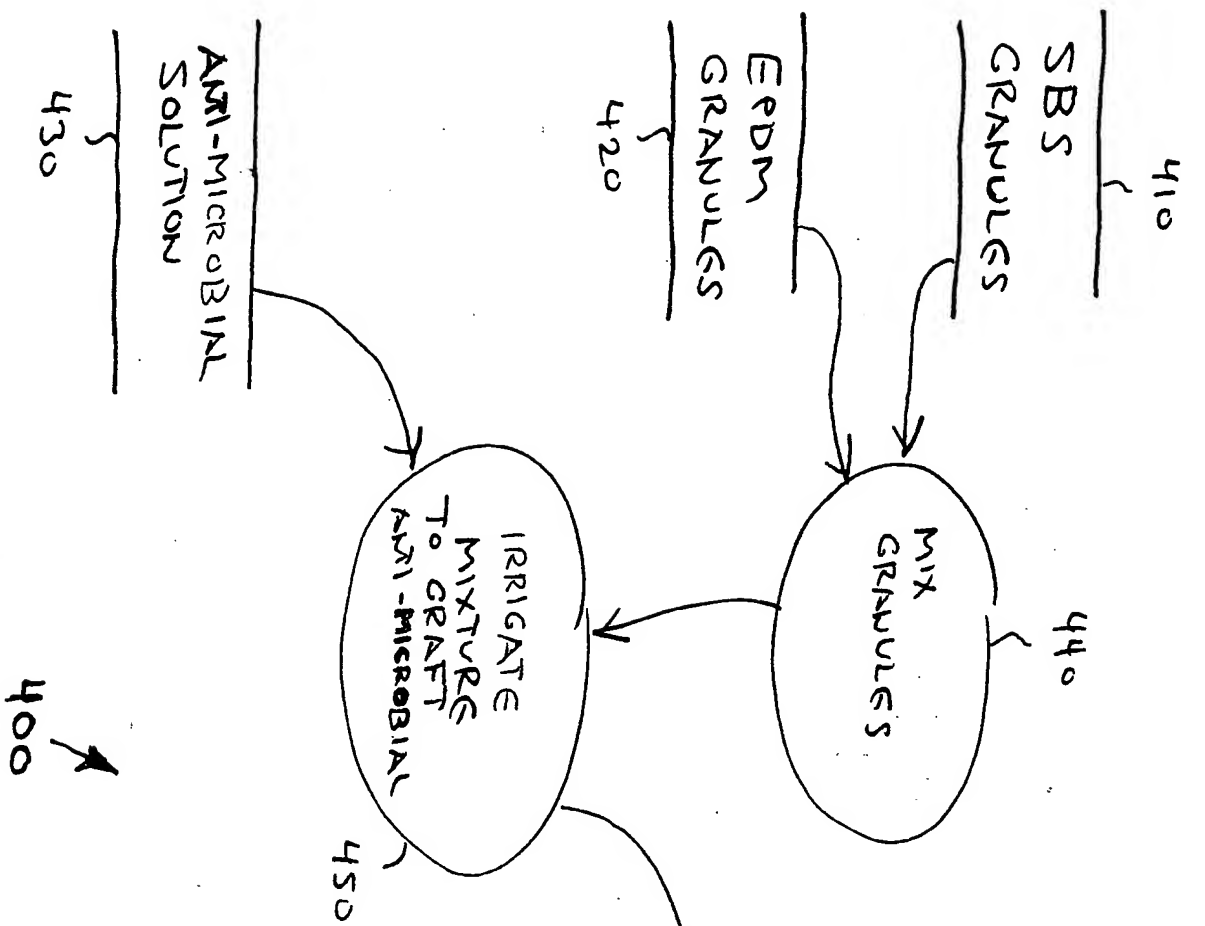 410
SBS
GRANULES
EPDM
GRANULES
420
ANTI-MICROBIAL
SOLUTION
430
440
MIX
GRANULES
IRRIGATE
MIXTURE
TO GRAFT
ANTI-MICROBIAL
450
400